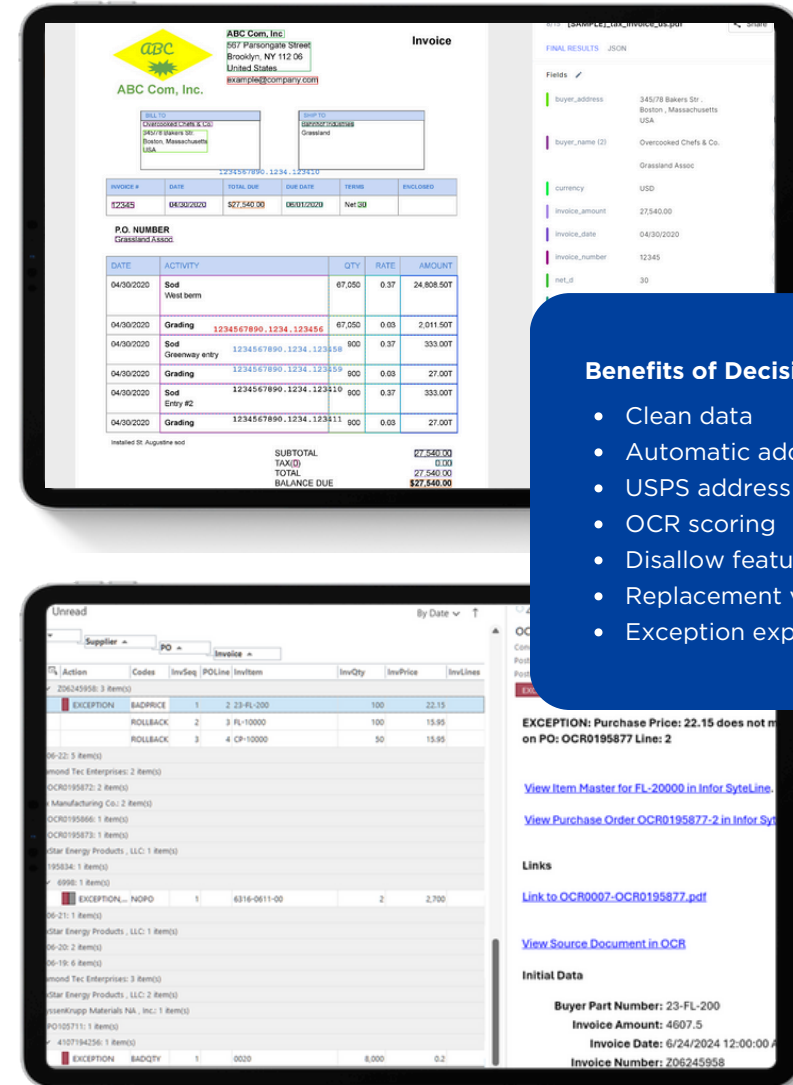 ABC
ABC Com, Inc.
ABC Com, Inc
567 Parsongate Street
Brooklyn, NY 112 06
United States
example@company.com
Invoice
BILL TO
Overcooked Chefs & Co.
345/78 Bakers Str.
Boston, Massachusetts
USA
SHIP TO
Bahnhof Industries
Grassland
1234567890.1234.123410
INVOICE # DATE TOTAL DUE DUE DATE TERMS ENCLOSED
12345 04/30/2020 $27,540.00 06/01/2020 Net 30
P.O. NUMBER
Grassland Assoc
DATE ACTIVITY QTY RATE AMOUNT
04/30/2020 Sod 67,050 0.37 24,808.50T
West berm
04/30/2020 Grading 1234567890.1234.123456 67,050 0.03 2,011.50T
04/30/2020 Sod 1234567890.1234.123458 900 0.37 333.00T
Greenway entry
04/30/2020 Grading 1234567890.1234.123459 900 0.03 27.00T
04/30/2020 Sod 1234567890.1234.123410 900 0.37 333.00T
Entry #2
04/30/2020 Grading 1234567890.1234.123411 900 0.03 27.00T
Installed St. Augustine sod
SUBTOTAL 27,540.00
TAX(0) 0.00
TOTAL 27,540.00
BALANCE DUE $27,540.00
[SAMPLE]_tax_invoice_us.pdf Share
FINAL RESULTS JSON
Fields
buyer_address 345/78 Bakers Str .
Boston , Massachusetts
USA
buyer_name (2) Overcooked Chefs & Co.
Grassland Assoc
currency USD
invoice_amount 27,540.00
invoice_date 04/30/2020
invoice_number 12345
net_d 30
Benefits of Decisi
• Clean data
• Automatic add
• USPS address
• OCR scoring
• Disallow featu
• Replacement
• Exception exp
Unread By Date
Supplier PO Invoice
Action Codes InvSeq POLine InvItem InvQty InvPrice InvLines
Z06245958: 3 item(s)
EXCEPTION BADPRICE 1 2 23-FL-200 100 22.15
ROLLBACK 2 3 FL-10000 100 15.95
ROLLBACK 3 4 CP-10000 50 15.95
06-22: 5 item(s)
mond Tec Enterprises: 2 item(s)
OCR0195872: 2 item(s)
Manufacturing Co.: 2 item(s)
OCR0195866: 1 item(s)
OCR0195873: 1 item(s)
Star Energy Products , LLC: 1 item(s)
195834: 1 item(s)
6998: 1 item(s)
EXCEPTION,... NOPO 1 6316-0611-00 2 2,700
06-21: 1 item(s)
Star Energy Products , LLC: 1 item(s)
06-20: 2 item(s)
06-19: 6 item(s)
mond Tec Enterprises: 3 item(s)
Star Energy Products , LLC: 2 item(s)
yssenKrupp Materials NA , Inc.: 1 item(s)
PO105711: 1 item(s)
4107194256: 1 item(s)
EXCEPTION BADQTY 1 0020 8,000 0.2
EXCEPTION: Purchase Price: 22.15 does not m
on PO: OCR0195877 Line: 2
View Item Master for FL-20000 in Infor SyteLine.
View Purchase Order OCR0195877-2 in Infor Syt
Links
Link to OCR0007-OCR0195877.pdf
View Source Document in OCR
Initial Data
Buyer Part Number: 23-FL-200
Invoice Amount: 4607.5
Invoice Date: 6/24/2024 12:00:00 A
Invoice Number: Z06245958